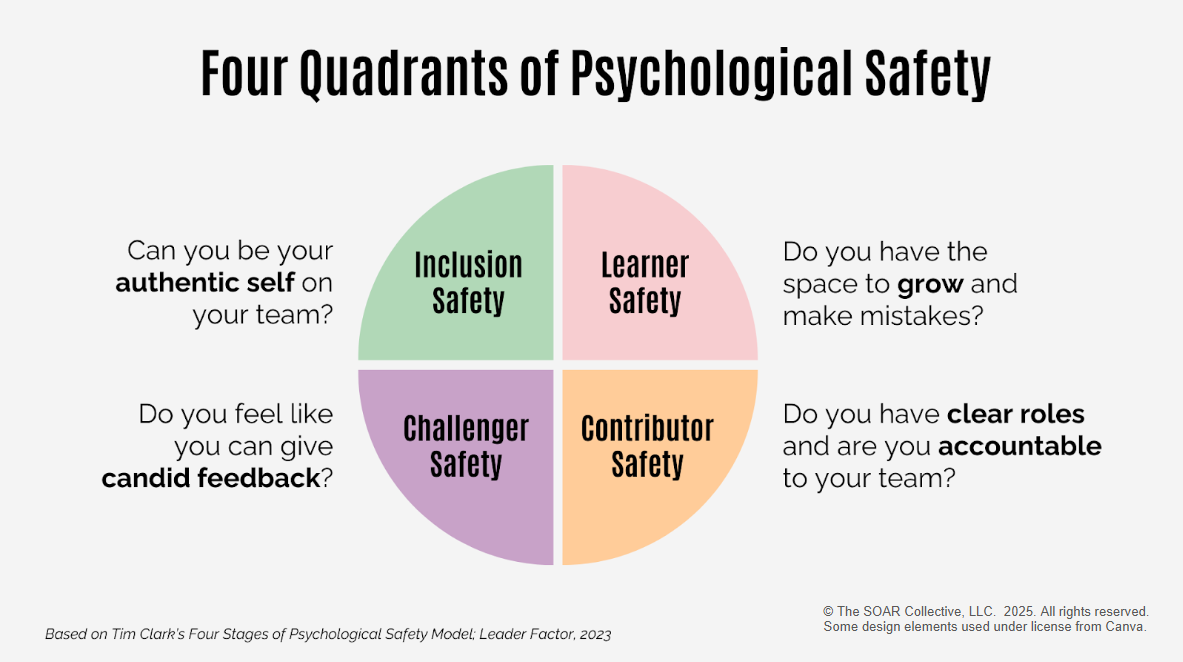 Four Quadrants of Psychological Safety
Can you be your
authentic self on
your team?
Inclusion
Safety
Learner
Safety
Do you have the
space to grow and
make mistakes?
Do you feel like
you can give
candid feedback?
Challenger
Safety
Contributor
Safety
Do you have clear roles
and are you accountable
to your team?
Based on Tim Clark's Four Stages of Psychological Safety Model; Leader Factor, 2023
© The SOAR Collective, LLC.  2025. All rights reserved.
Some design elements used under license from Canva.